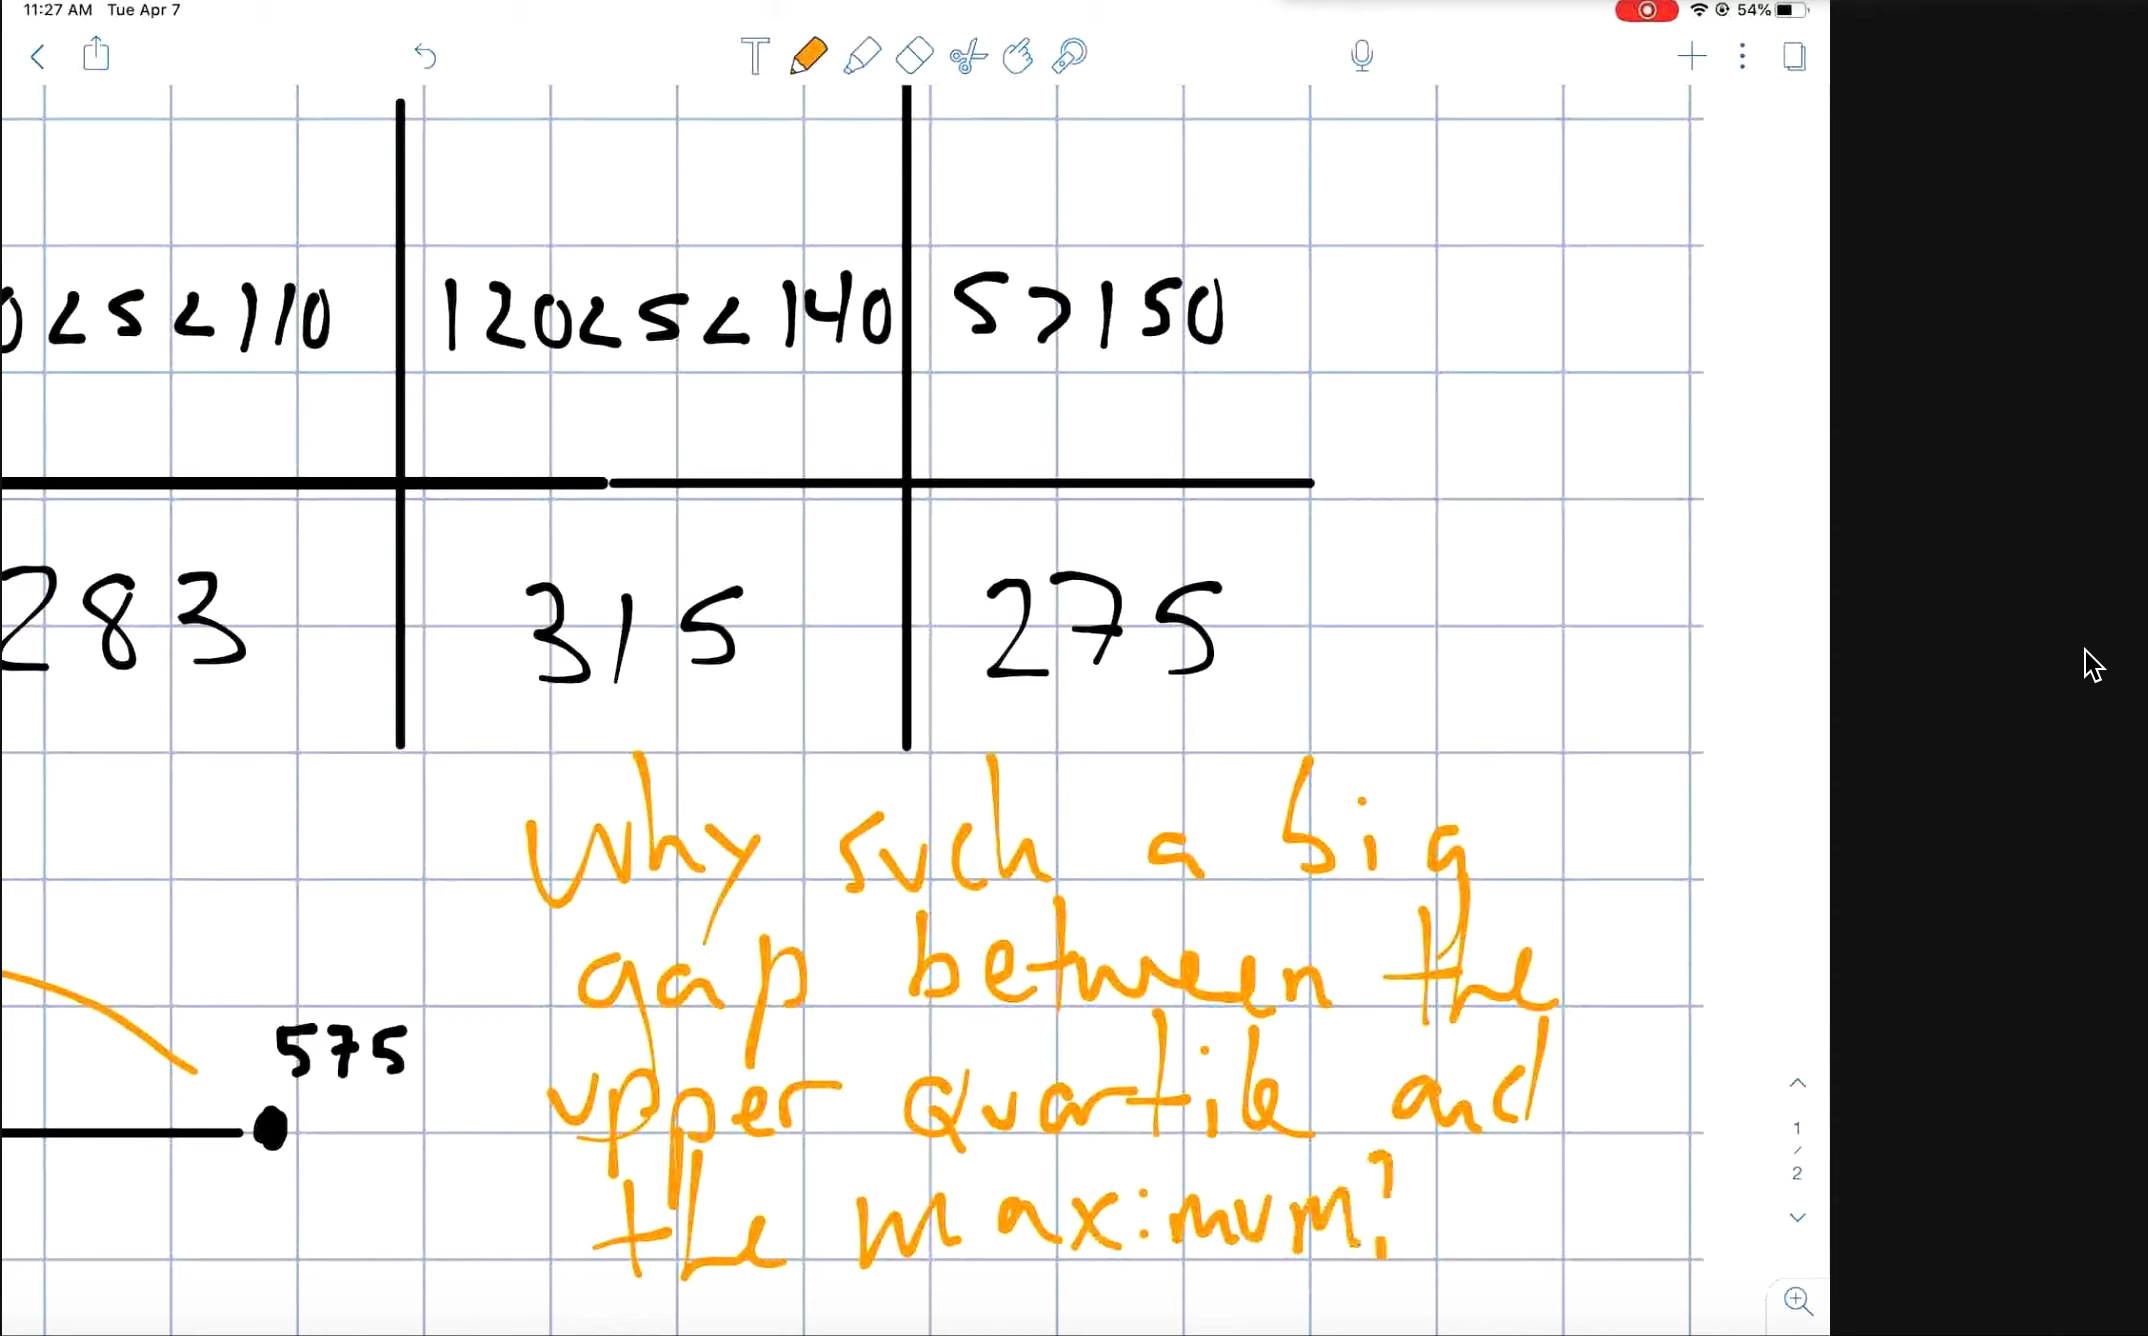 11:27 AM Tue Apr 7
54%
T
0<s<110 120<s<140 s>150
283 315 275
Why such a big
gap between the
575
upper quartile and
the maximum?
1
/
2